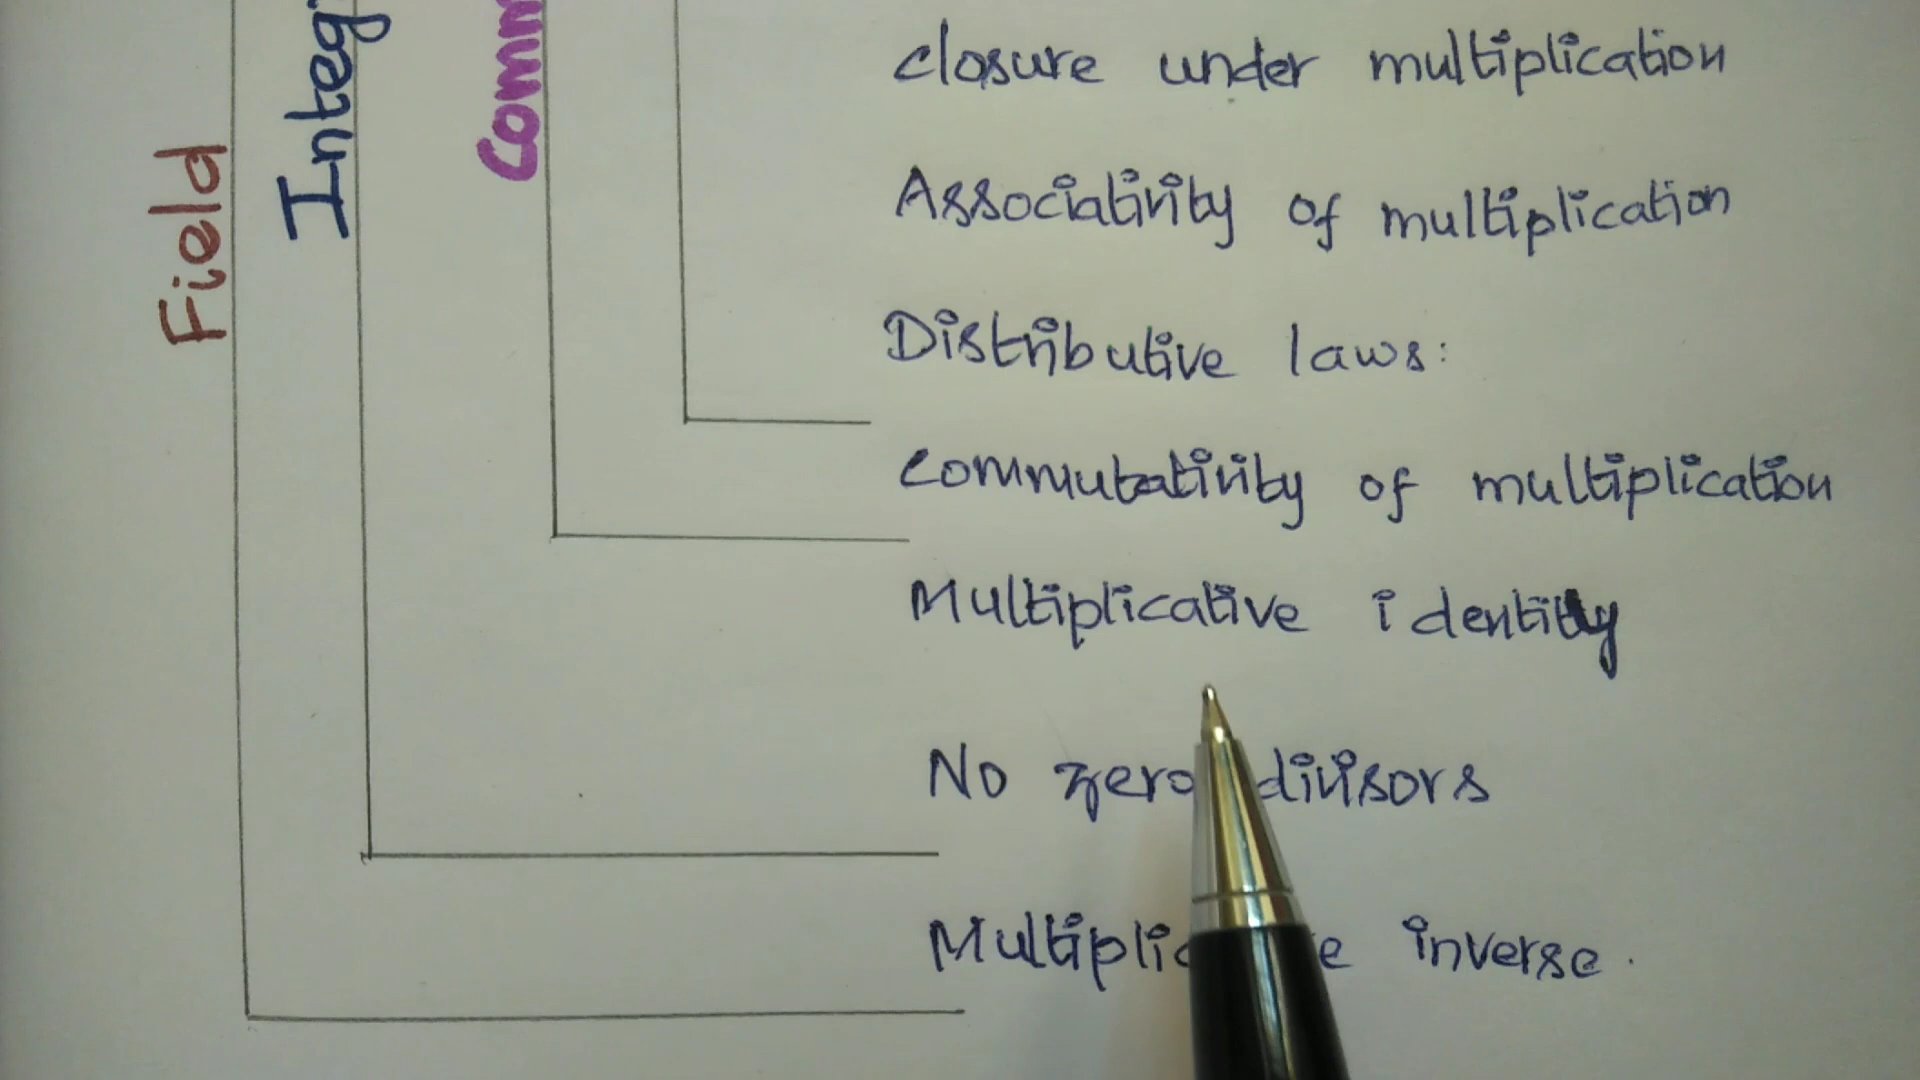 Field
Integ
Comm
closure under multiplication
Associativity of multiplication
Distributive laws:
Commutativity of multiplication
Multiplicative identity
No zero divisors
inverse.